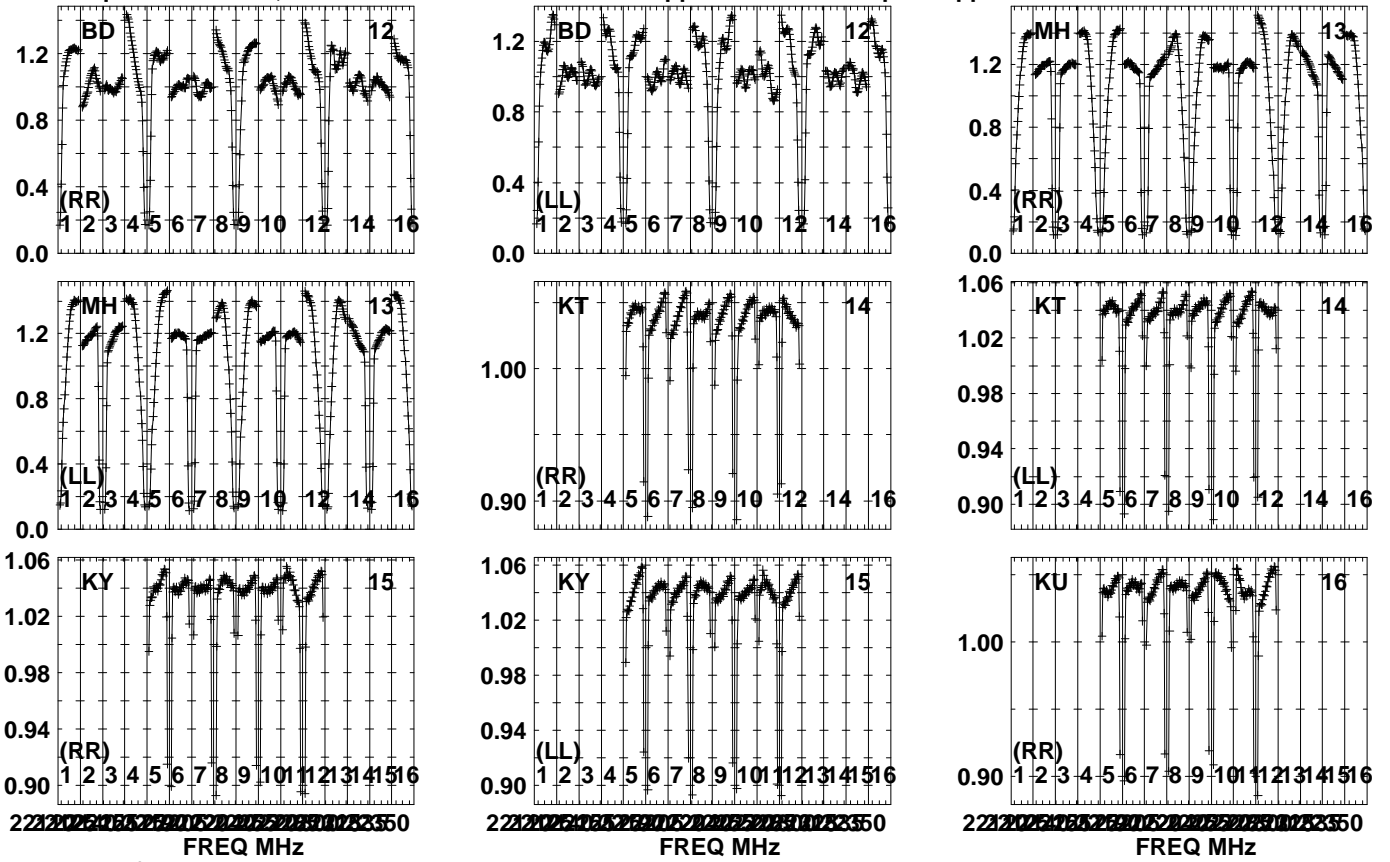 BD 12
1.2
0.8
0.4
(RR)
1 2 3 4 5 6 7 8 9 10 12 14 16
0.0
BD 12
1.2
0.8
0.4
(LL)
1 2 3 4 5 6 7 8 9 10 12 14 16
0.0
MH 13
1.2
0.8
0.4
(RR)
1 2 3 4 5 6 7 8 9 10 12 14 16
0.0
MH 13
1.2
0.8
0.4
(LL)
1 2 3 4 5 6 7 8 9 10 12 14 16
0.0
KT 14
1.00
0.90
(RR)
1 2 3 4 5 6 7 8 9 10 12 14 16
1.06
KT 14
1.02
0.98
0.94
0.90
(LL)
1 2 3 4 5 6 7 8 9 10 12 14 16
1.06
KY 15
1.02
0.98
0.94
(RR)
1 2 3 4 5 6 7 8 9 10 11 12 13 14 15 16
0.90
1.06
KY 15
1.02
0.98
0.94
(LL)
1 2 3 4 5 6 7 8 9 10 11 12 13 14 15 16
0.90
KU 16
1.00
(RR)
0.90
1 2 3 4 5 6 7 8 9 10 11 12 13 14 15 16
FREQ MHz
FREQ MHz
FREQ MHz